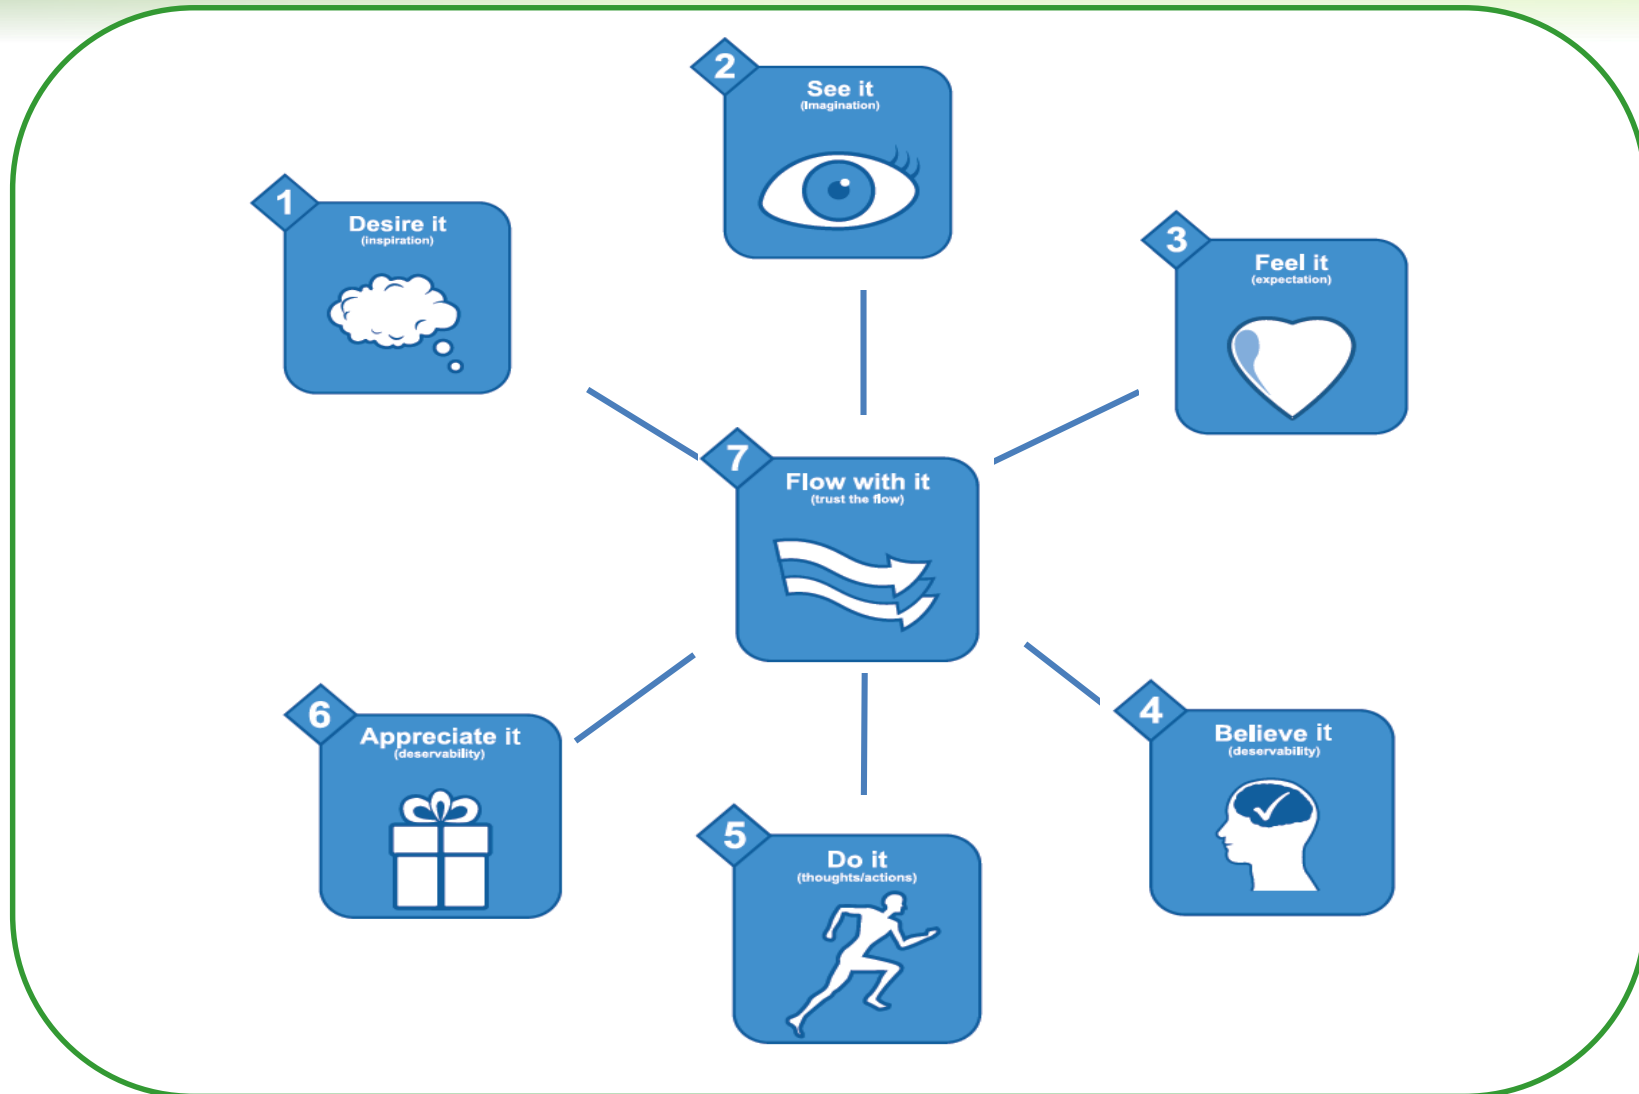 1
Desire it
(inspiration)
2
See it
(Imagination)
3
Feel it
(expectation)
7
Flow with it
(trust the flow)
4
Believe it
(deservability)
5
Do it
(thoughts/actions)
6
Appreciate it
(deservability)